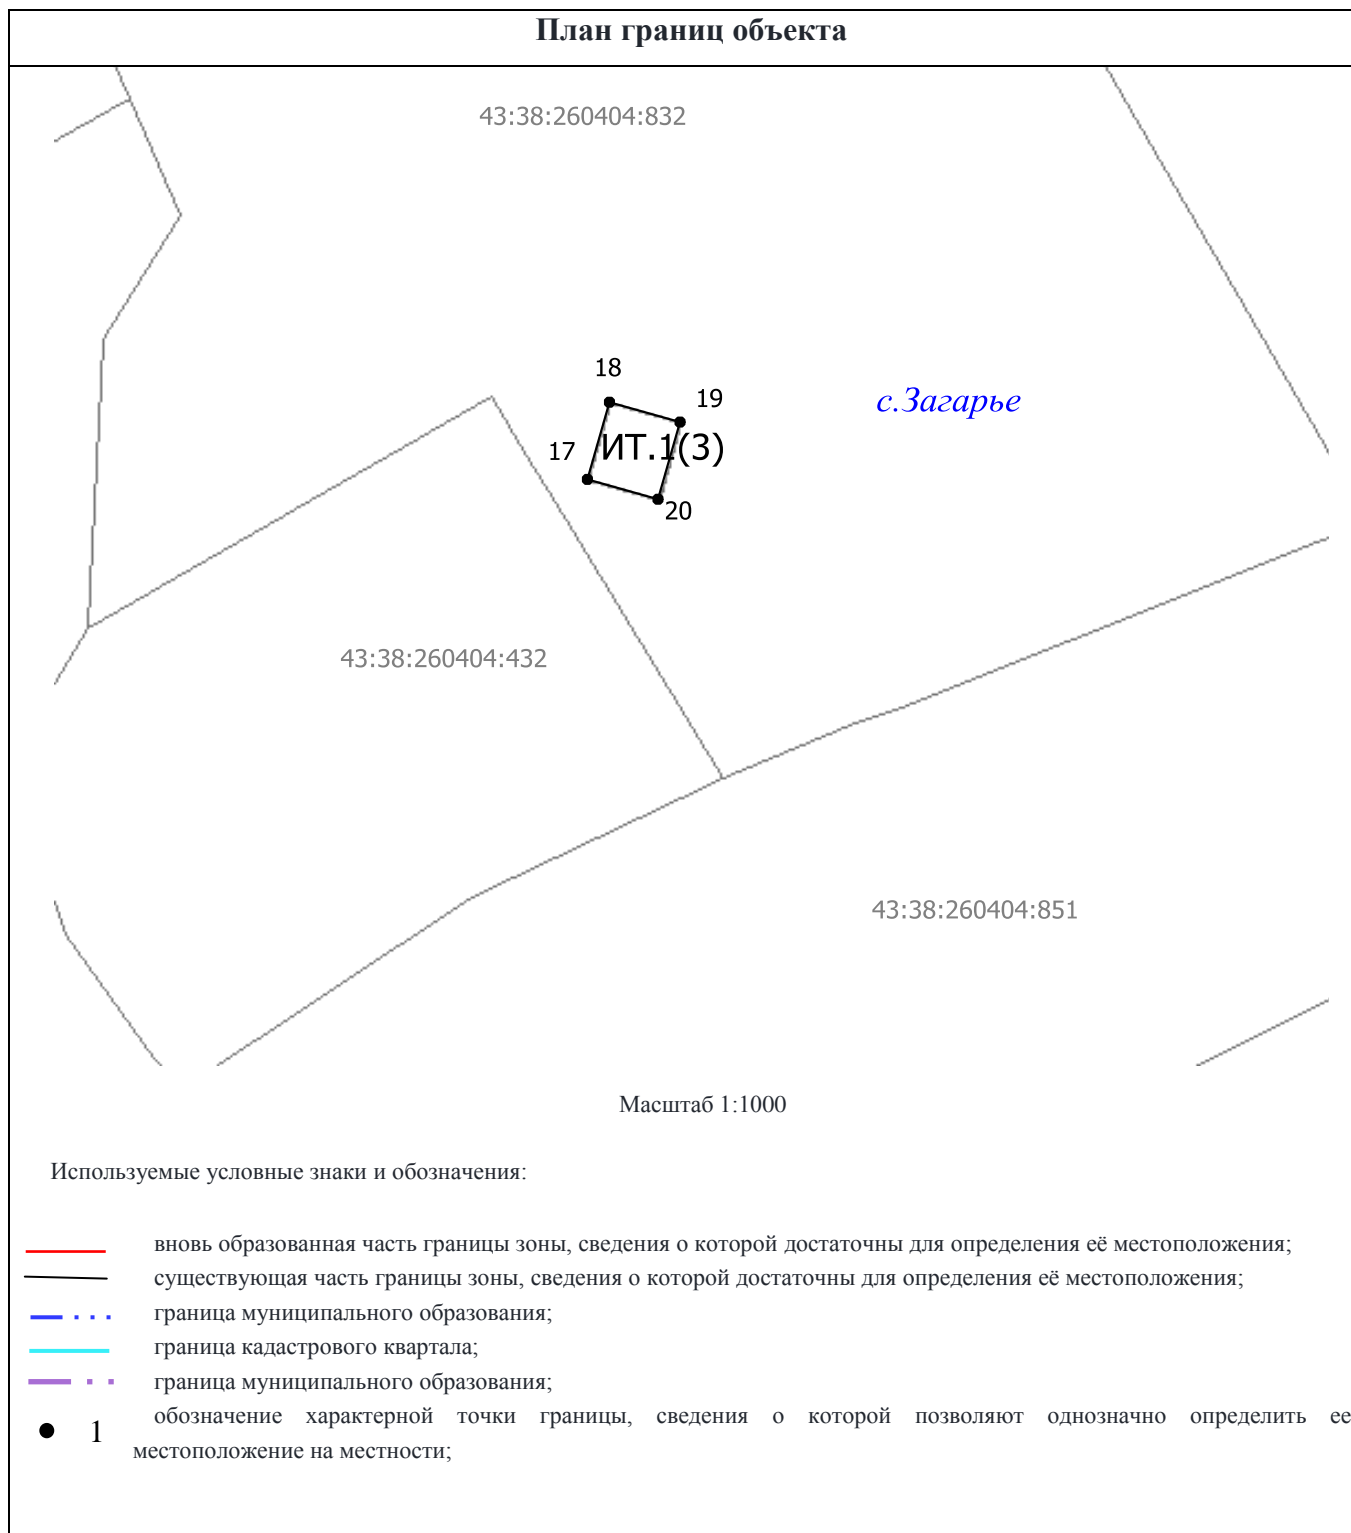 План границ объекта
43:38:260404:832
18
19
с.Загарье
17
ИТ.1(3)
20
43:38:260404:432
43:38:260404:851
Масштаб 1:1000
Используемые условные знаки и обозначения:
вновь образованная часть границы зоны, сведения о которой достаточны для определения её местоположения;
существующая часть границы зоны, сведения о которой достаточны для определения её местоположения;
граница муниципального образования;
граница кадастрового квартала;
граница муниципального образования;
1 обозначение характерной точки границы, сведения о которой позволяют однозначно определить ее
местоположение на местности;